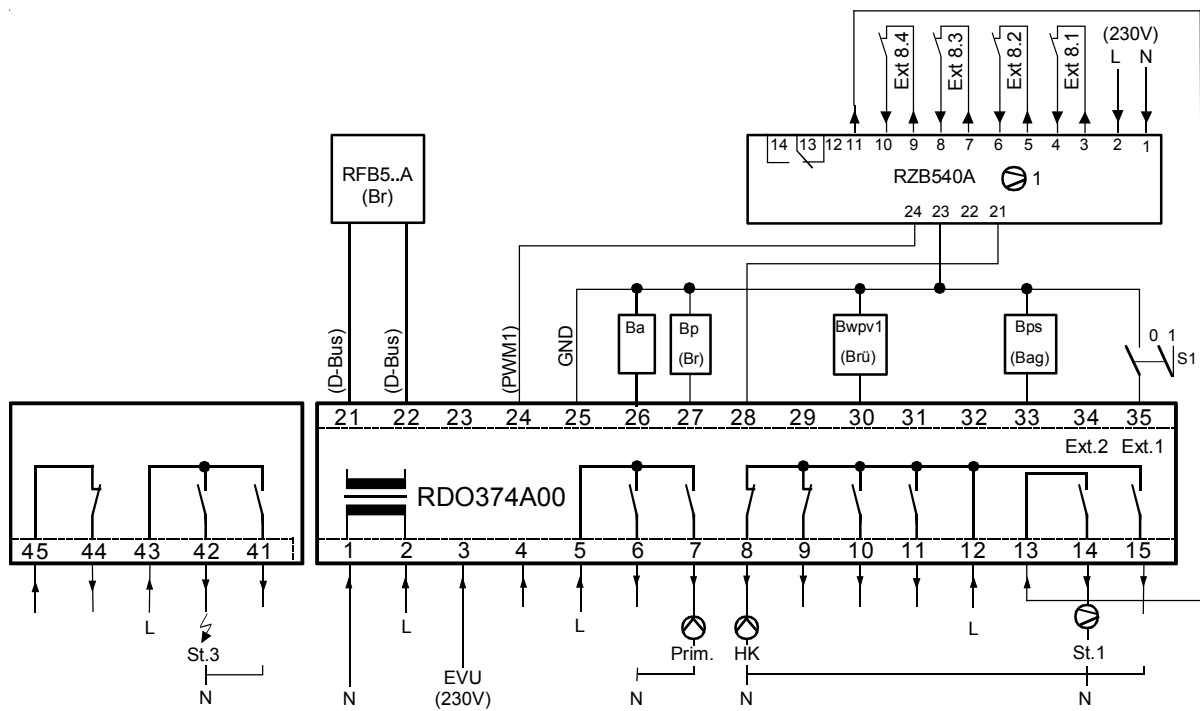 Ext 8.4 Ext 8.3 Ext 8.2 Ext 8.1 (230V)
L N
14 13 12 11 10 9 8 7 6 5 4 3 2 1
RFB5..A
(Br)
RZB540A 1
24 23 22 21
(D-Bus) (D-Bus) (PWM1) GND
Ba Bp Bwpv1 Bps
(Br) (Brü) (Bag)
0 1
S1
21 22 23 24 25 26 27 28 29 30 31 32 33 34 35
Ext.2 Ext.1
RDO374A00
45 44 43 42 41 1 2 3 4 5 6 7 8 9 10 11 12 13 14 15
L L L L
St.3 Prim. HK St.1
EVU
(230V)
N N N N N